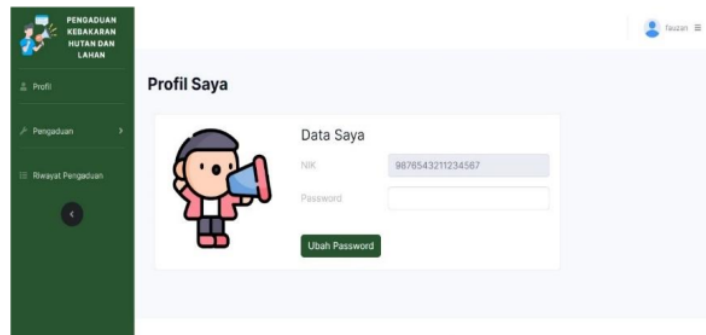 PENGADUAN
KEBAKARAN
HUTAN DAN
LAHAN
fauzan
Profil
Profil Saya
Data Saya
Pengaduan
NIK 9876543211234567
Riwayat Pengaduan
Password
Ubah Password